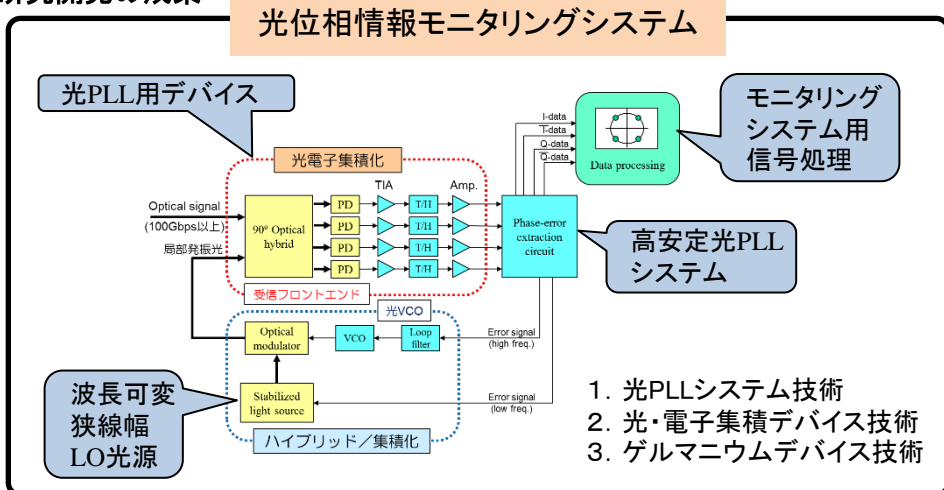 光位相情報モニタリングシステム
光PLL用デバイス
モニタリング
システム用
信号処理
I-data
I-data
Q-data
Q-data
Data processing
光電子集積化
TIA
Amp.
Optical signal
(100Gbps以上)
局部発振光
90° Optical
hybrid
PD
T/H
PD
T/H
PD
T/H
PD
T/H
Phase-error
extraction
circuit
高安定光PLL
システム
受信フロントエンド
光VCO
Optical
modulator
VCO
Loop
filter
Error signal
(high freq.)
Stabilized
light source
Error signal
(low freq.)
波長可変
狭線幅
LO光源
ハイブリッド／集積化
1. 光PLLシステム技術
2. 光・電子集積デバイス技術
3. ゲルマニウムデバイス技術